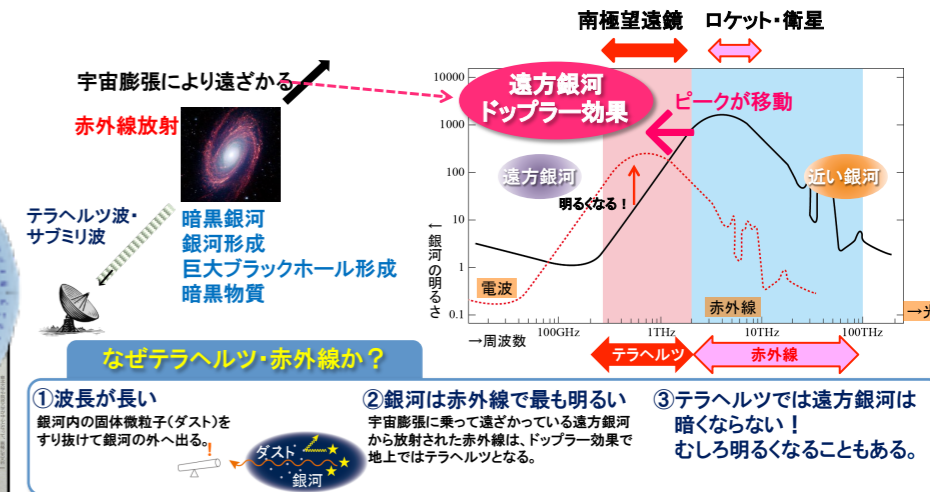 南極望遠鏡 ロケット・衛星
宇宙膨張により遠ざかる
赤外線放射
テラヘルツ波・
サブミリ波
暗黒銀河
銀河形成
巨大ブラックホール形成
暗黒物質
遠方銀河
ドップラー効果
ピークが移動
遠方銀河
近い銀河
明るくなる!
電波
赤外線
→光
↑銀河の明るさ
10000
1000
100
10
1
0.1
→周波数
100GHz 1THz 10THz 100THz
テラヘルツ 赤外線
なぜテラヘルツ・赤外線か?
①波長が長い
銀河内の固体微粒子(ダスト)を
すり抜けて銀河の外へ出る。
!
ダスト
銀河
②銀河は赤外線で最も明るい
宇宙膨張に乗って遠ざかっている遠方銀河
から放射された赤外線は、ドップラー効果で
地上ではテラヘルツとなる。
③テラヘルツでは遠方銀河は
暗くならない!
むしろ明るくなることもある。